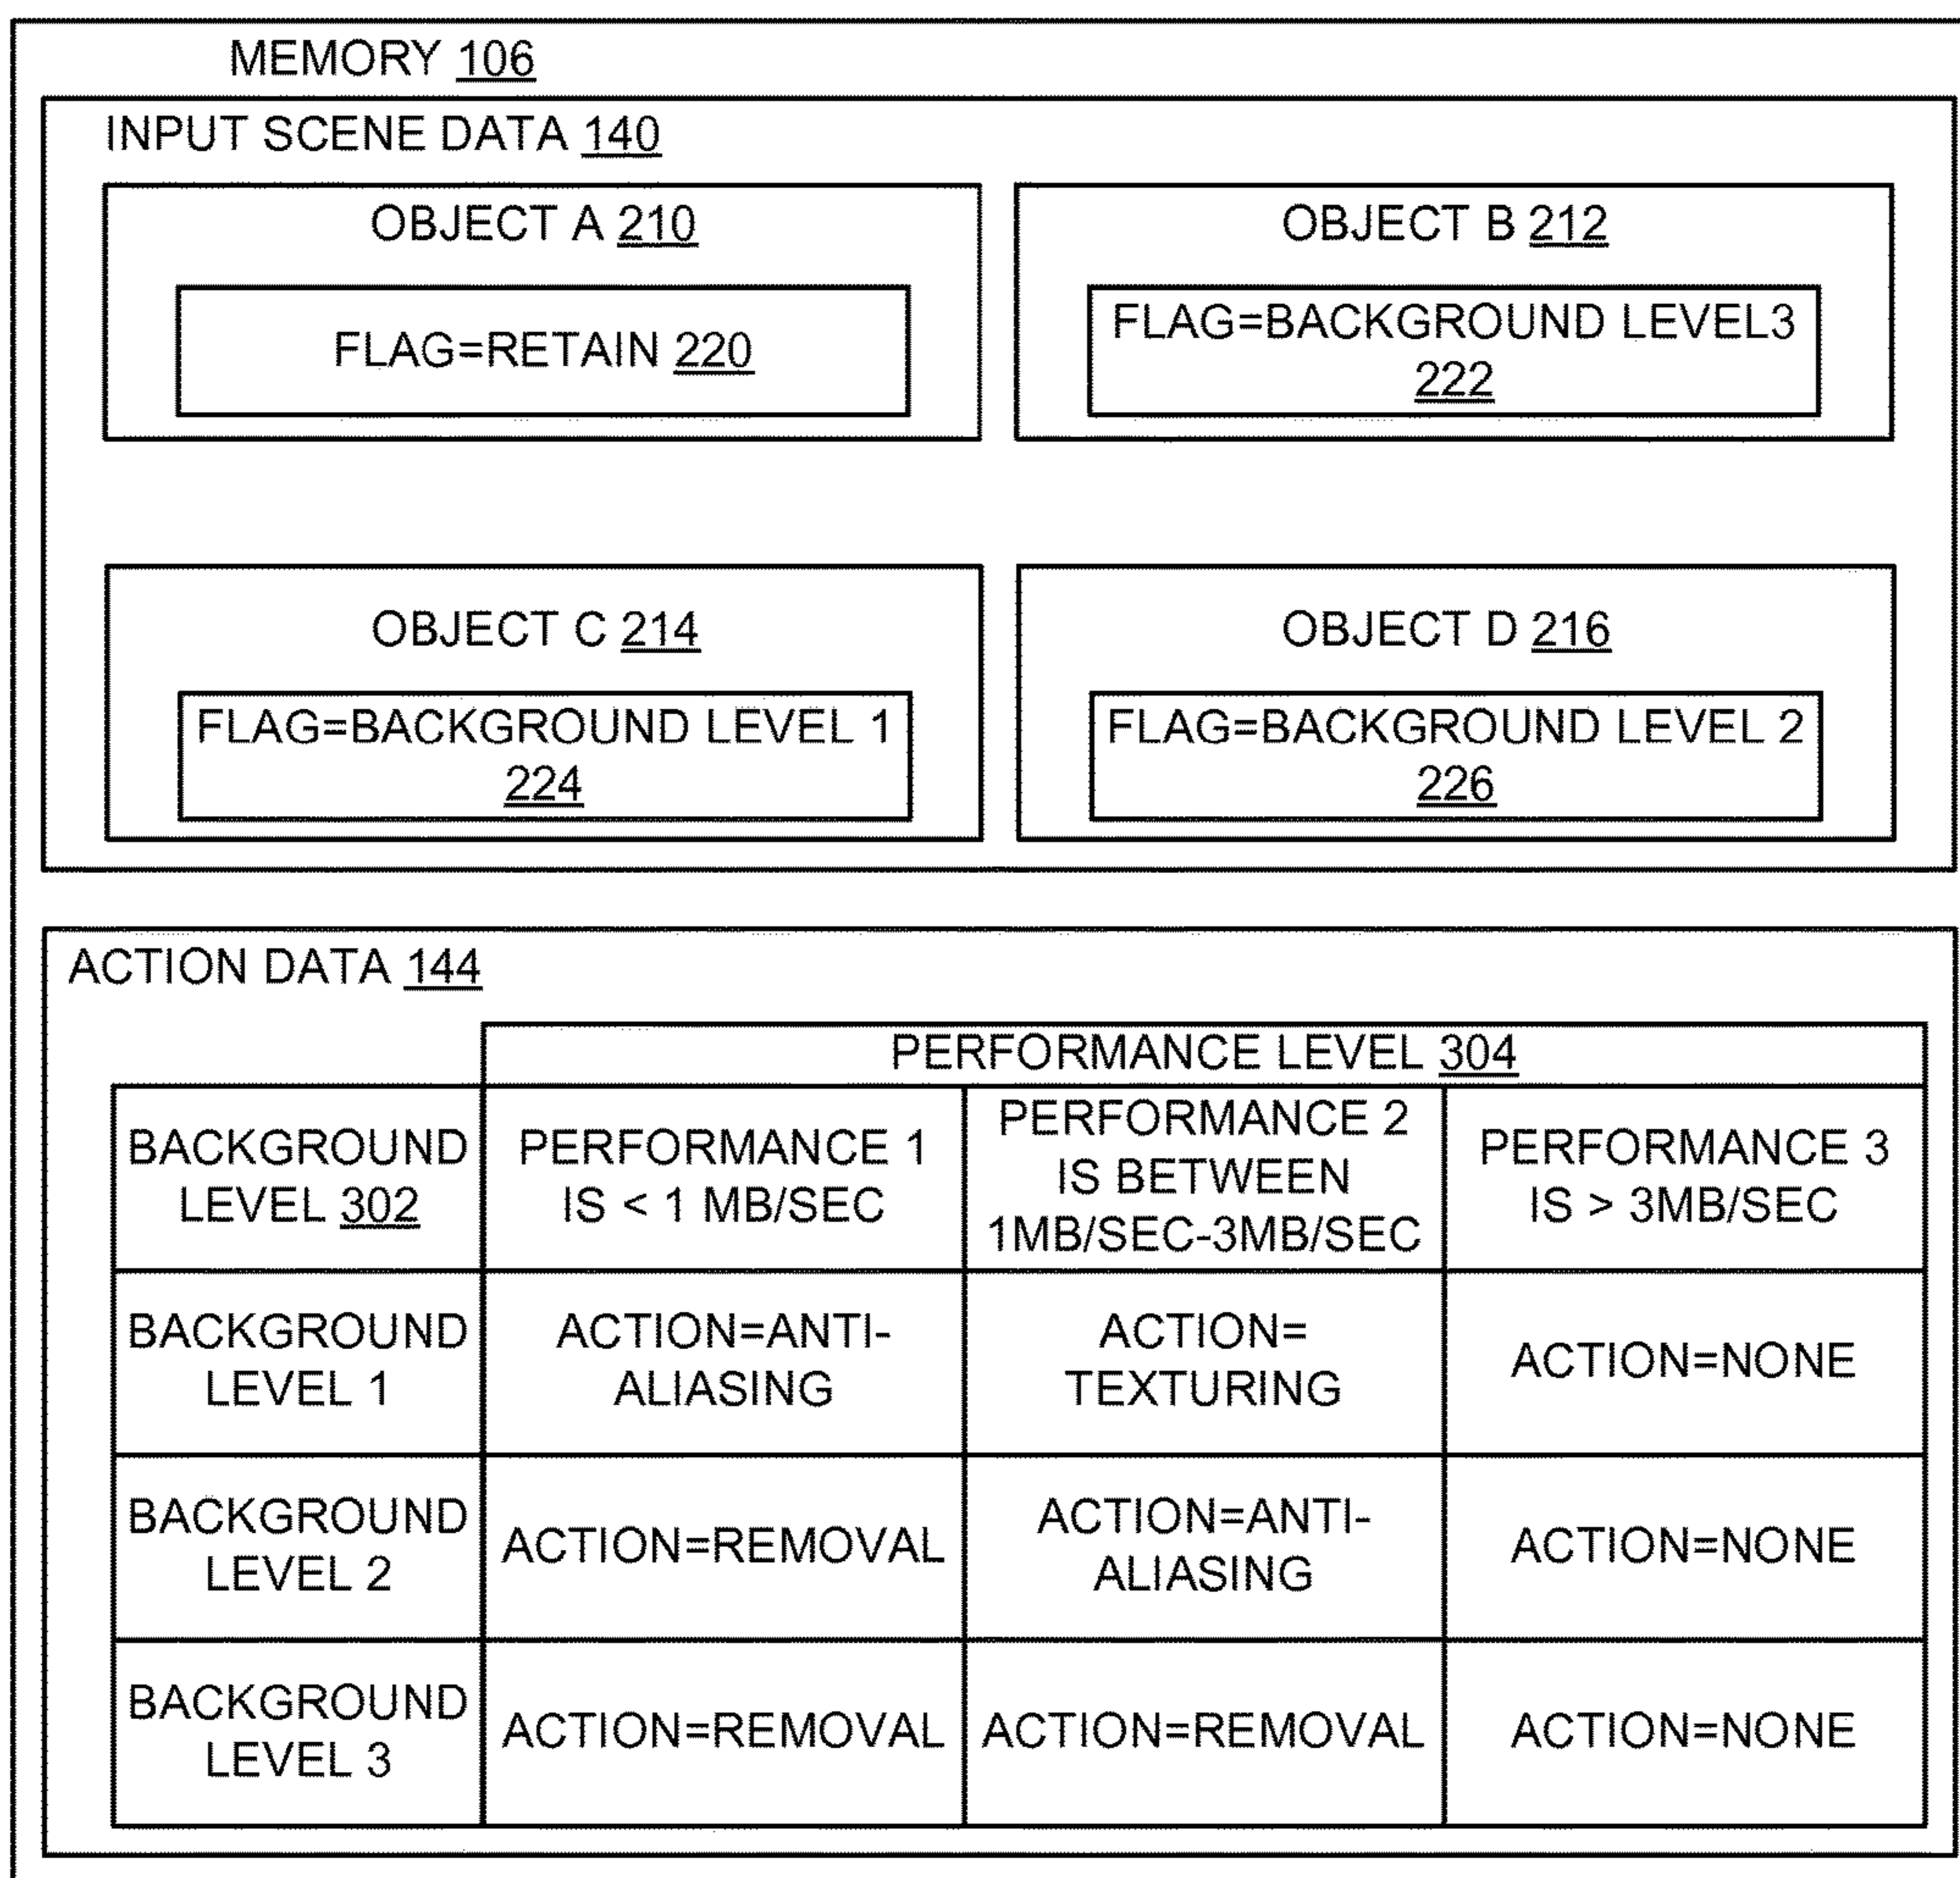 MEMORY 106
INPUT SCENE DATA 140
OBJECT A 210
FLAG=RETAIN 220
OBJECT B 212
FLAG=BACKGROUND LEVEL3
222
OBJECT C 214
FLAG=BACKGROUND LEVEL 1
224
OBJECT D 216
FLAG=BACKGROUND LEVEL 2
226
ACTION DATA 144
PERFORMANCE LEVEL 304
BACKGROUND
LEVEL 302
PERFORMANCE 1
IS < 1 MB/SEC
PERFORMANCE 2
IS BETWEEN
1MB/SEC-3MB/SEC
PERFORMANCE 3
IS > 3MB/SEC
BACKGROUND
LEVEL 1
ACTION=ANTI-
ALIASING
ACTION=
TEXTURING
ACTION=NONE
BACKGROUND
LEVEL 2
ACTION=REMOVAL
ACTION=ANTI-
ALIASING
ACTION=NONE
BACKGROUND
LEVEL 3
ACTION=REMOVAL
ACTION=REMOVAL
ACTION=NONE